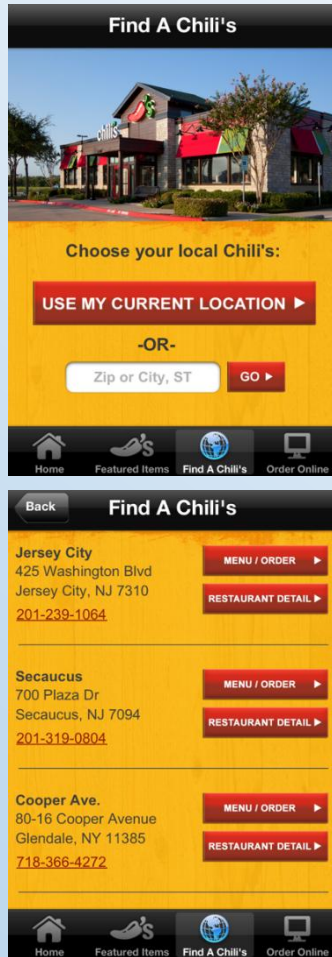 Find A Chili's
chili's
Choose your local Chili's:
USE MY CURRENT LOCATION
-OR-
Zip or City, ST
GO
Home
Featured Items
Find A Chili's
Order Online
Back
Find A Chili's
Jersey City
425 Washington Blvd
Jersey City, NJ 7310
201-239-1064
MENU / ORDER
RESTAURANT DETAIL
Secaucus
700 Plaza Dr
Secaucus, NJ 7094
201-319-0804
MENU / ORDER
RESTAURANT DETAIL
Cooper Ave.
80-16 Cooper Avenue
Glendale, NY 11385
718-366-4272
MENU / ORDER
RESTAURANT DETAIL
Home
Featured Items
Find A Chili's
Order Online